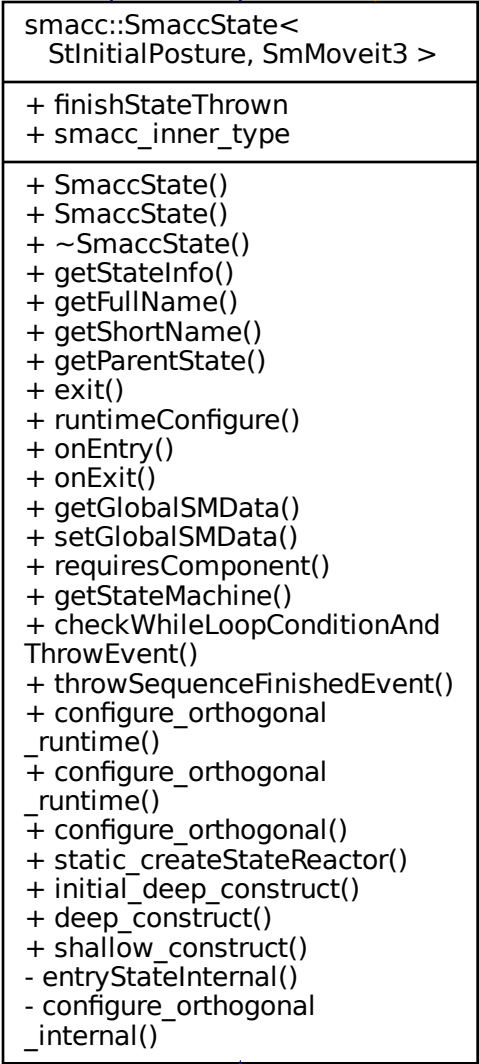 smacc::SmaccState<
StInitialPosture, SmMoveit3 >
+ finishStateThrown
+ smacc_inner_type
+ SmaccState()
+ SmaccState()
+ ~SmaccState()
+ getStateInfo()
+ getFullName()
+ getShortName()
+ getParentState()
+ exit()
+ runtimeConfigure()
+ onEntry()
+ onExit()
+ getGlobalSMData()
+ setGlobalSMData()
+ requiresComponent()
+ getStateMachine()
+ checkWhileLoopConditionAnd
ThrowEvent()
+ throwSequenceFinishedEvent()
+ configure_orthogonal
_runtime()
+ configure_orthogonal
_runtime()
+ configure_orthogonal()
+ static_createStateReactor()
+ initial_deep_construct()
+ deep_construct()
+ shallow_construct()
- entryStateInternal()
- configure_orthogonal
_internal()